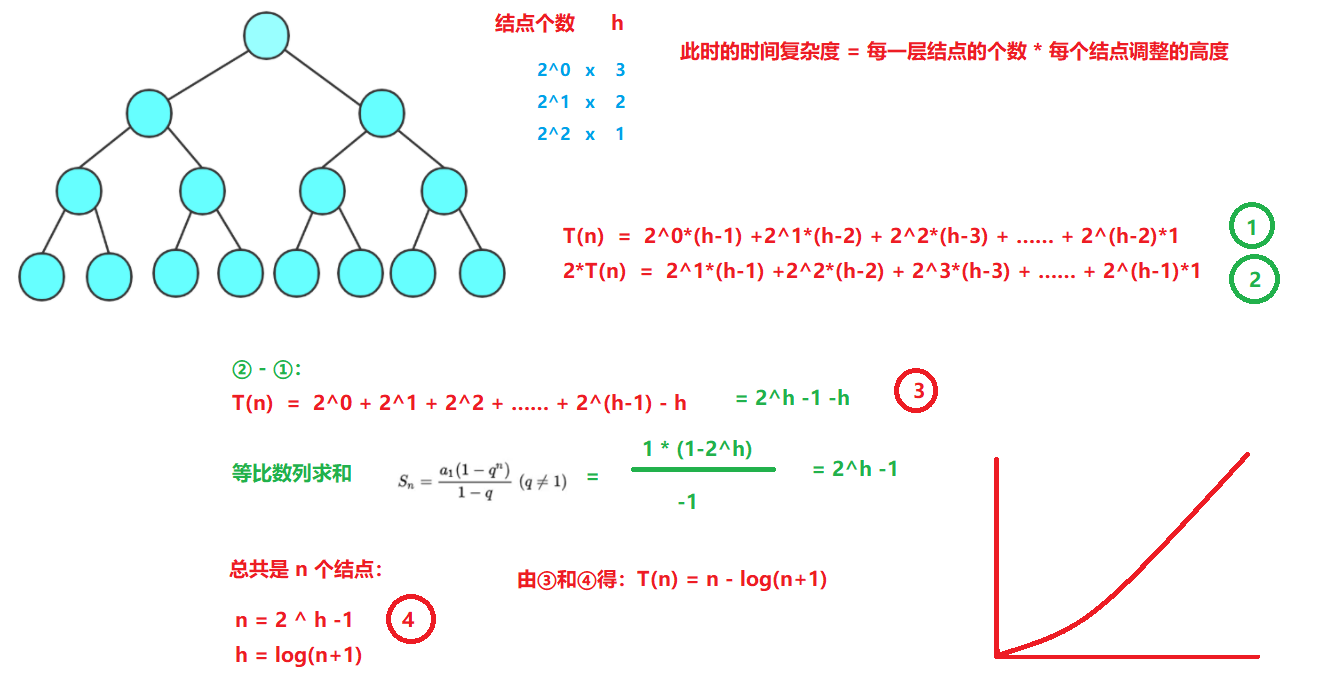 结点个数 h
2^0 x 3
2^1 x 2
2^2 x 1
此时的时间复杂度 = 每一层结点的个数 * 每个结点调整的高度
T(n) = 2^0*(h-1) +2^1*(h-2) + 2^2*(h-3) + ...... + 2^(h-2)*1 1
2*T(n) = 2^1*(h-1) +2^2*(h-2) + 2^3*(h-3) + ...... + 2^(h-1)*1 2
② - ①:
T(n) = 2^0 + 2^1 + 2^2 + ...... + 2^(h-1) - h = 2^h -1 -h 3
等比数列求和 Sₙ = a₁(1 − qⁿ) / 1 − q (q ≠ 1) = 1 * (1-2^h) / -1 = 2^h -1
总共是 n 个结点:
n = 2 ^ h -1 4
h = log(n+1)
由③和④得: T(n) = n - log(n+1)